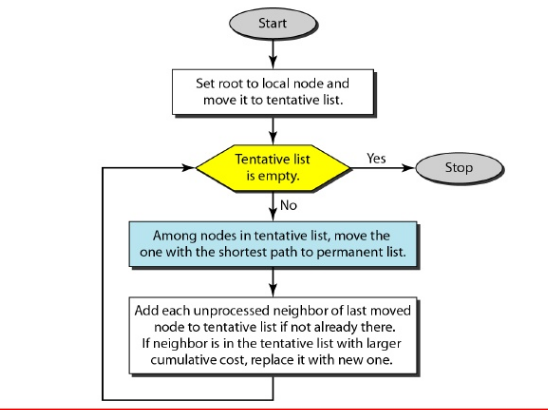 Start
Set root to local node and
move it to tentative list.
Tentative list
is empty.
Yes
Stop
No
Among nodes in tentative list, move the
one with the shortest path to permanent list.
Add each unprocessed neighbor of last moved
node to tentative list if not already there.
If neighbor is in the tentative list with larger
cumulative cost, replace it with new one.